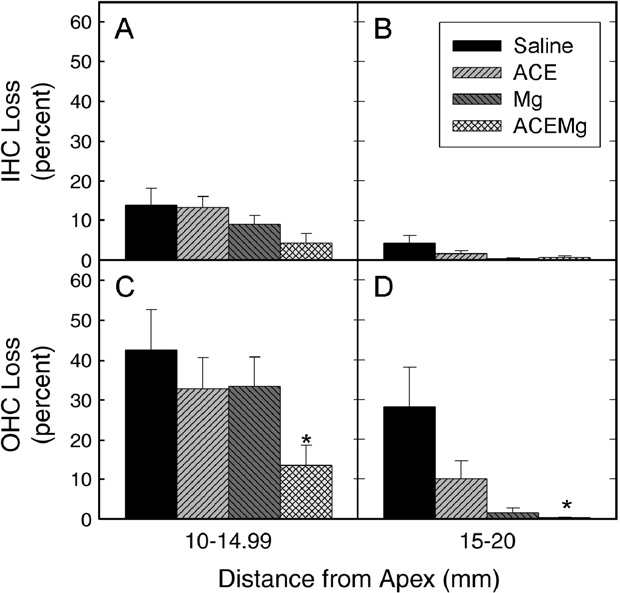 A
B
60
50
40
30
20
10
0
IHC Loss
(percent)
Saline
ACE
Mg
ACEMg
C
D
60
50
40
30
20
10
0
OHC Loss
(percent)
*
*
10-14.99
15-20
Distance from Apex (mm)